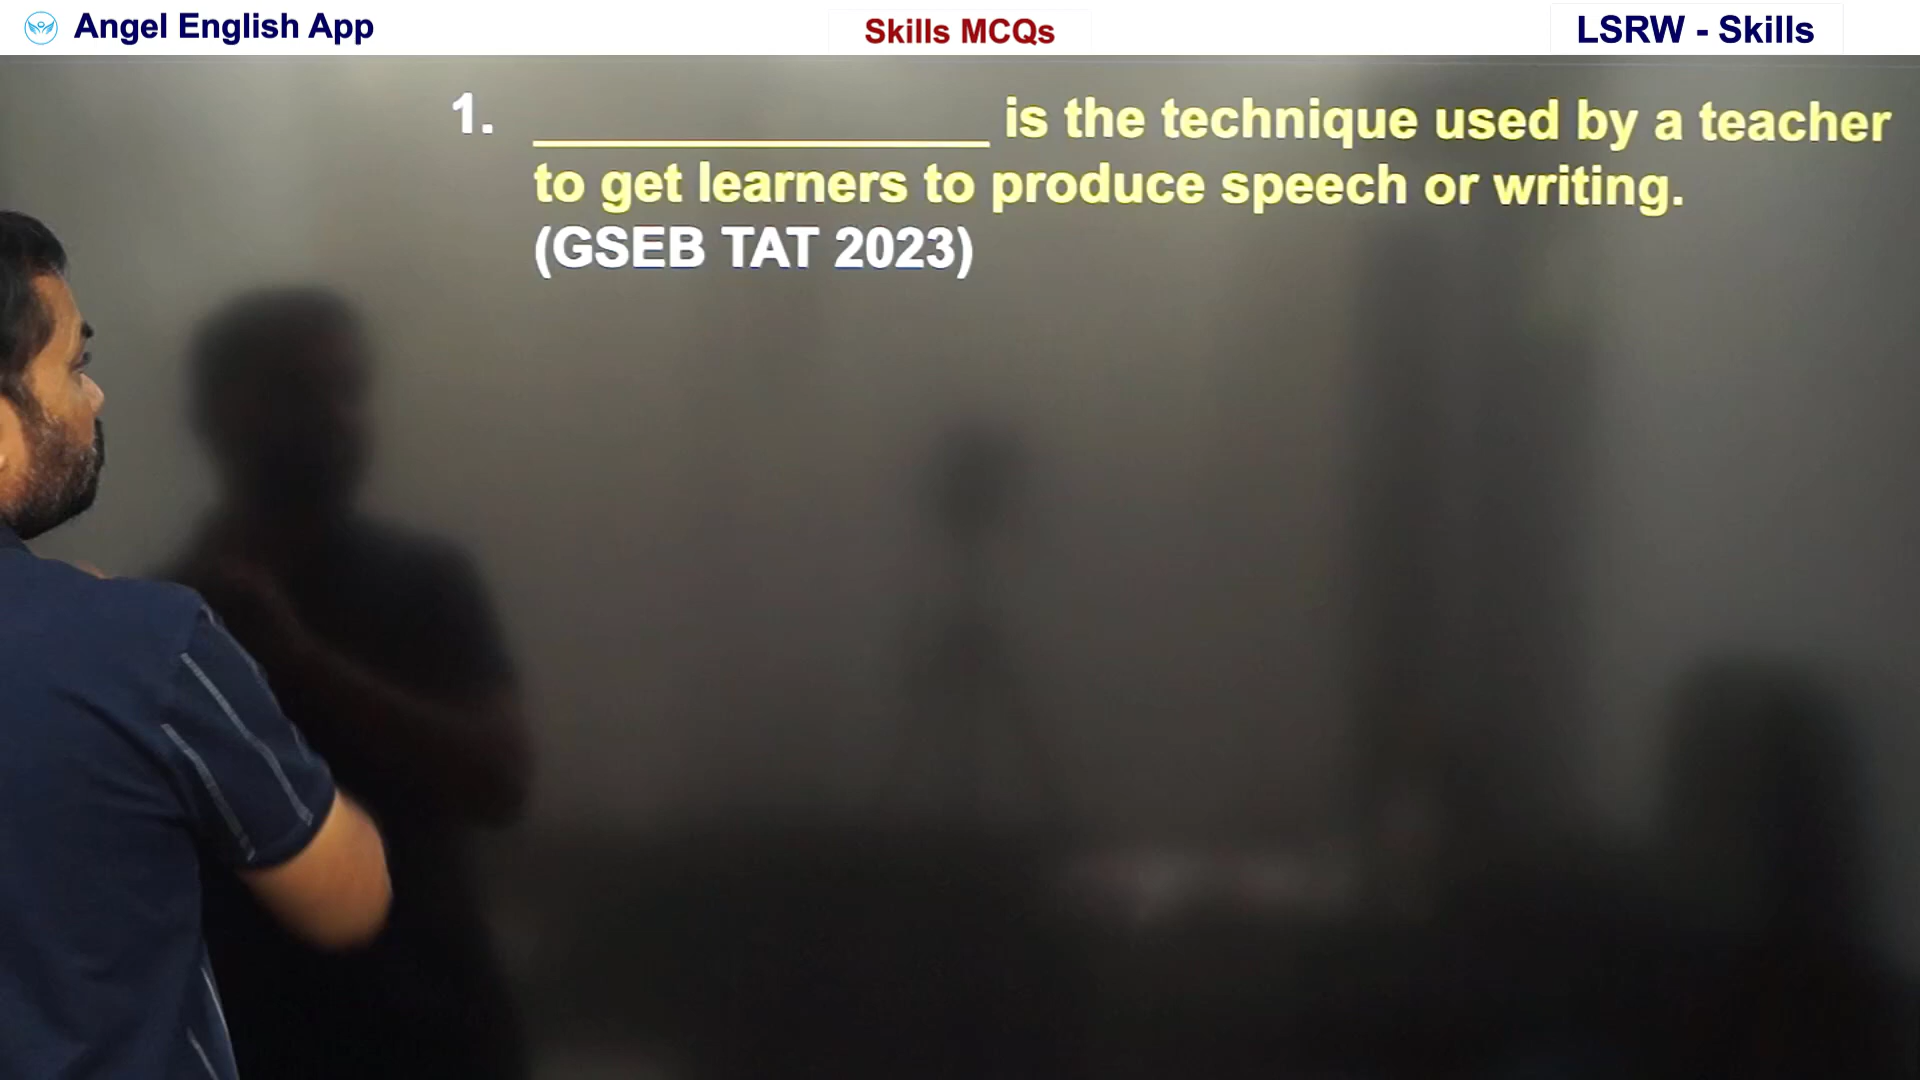 Angel English App
Skills MCQs
LSRW - Skills
1. ________________ is the technique used by a teacher
to get learners to produce speech or writing.
(GSEB TAT 2023)